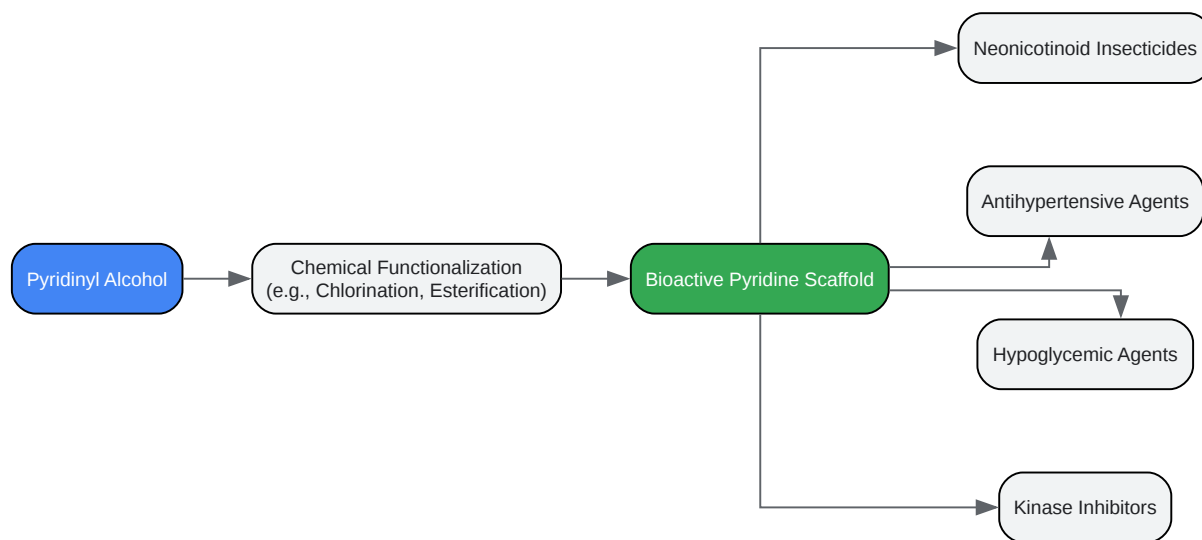 Neonicotinoid Insecticides
Antihypertensive Agents
Pyridinyl Alcohol
Chemical Functionalization
(e.g., Chlorination, Esterification)
Bioactive Pyridine Scaffold
Hypoglycemic Agents
Kinase Inhibitors